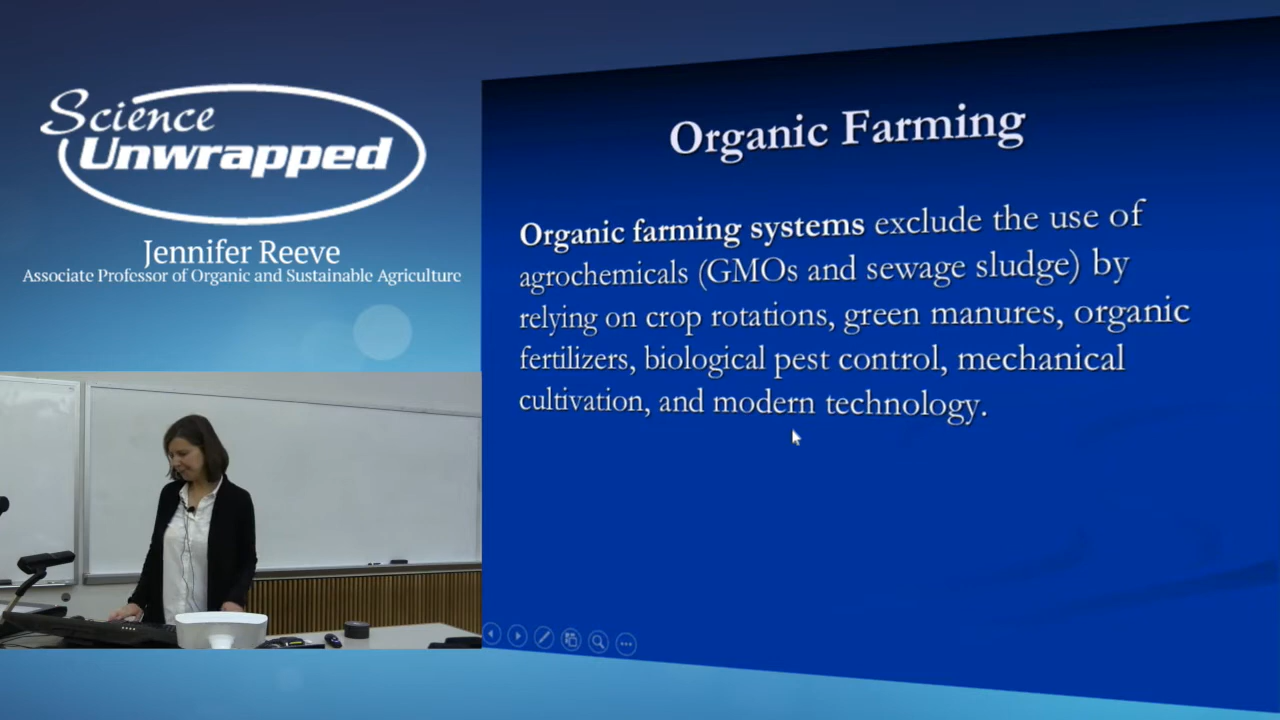 Science
Unwrapped
Jennifer Reeve
Associate Professor of Organic and Sustainable Agriculture
Organic Farming
Organic farming systems exclude the use of
agrochemicals (GMOs and sewage sludge) by
relying on crop rotations, green manures, organic
fertilizers, biological pest control, mechanical
cultivation, and modern technology.